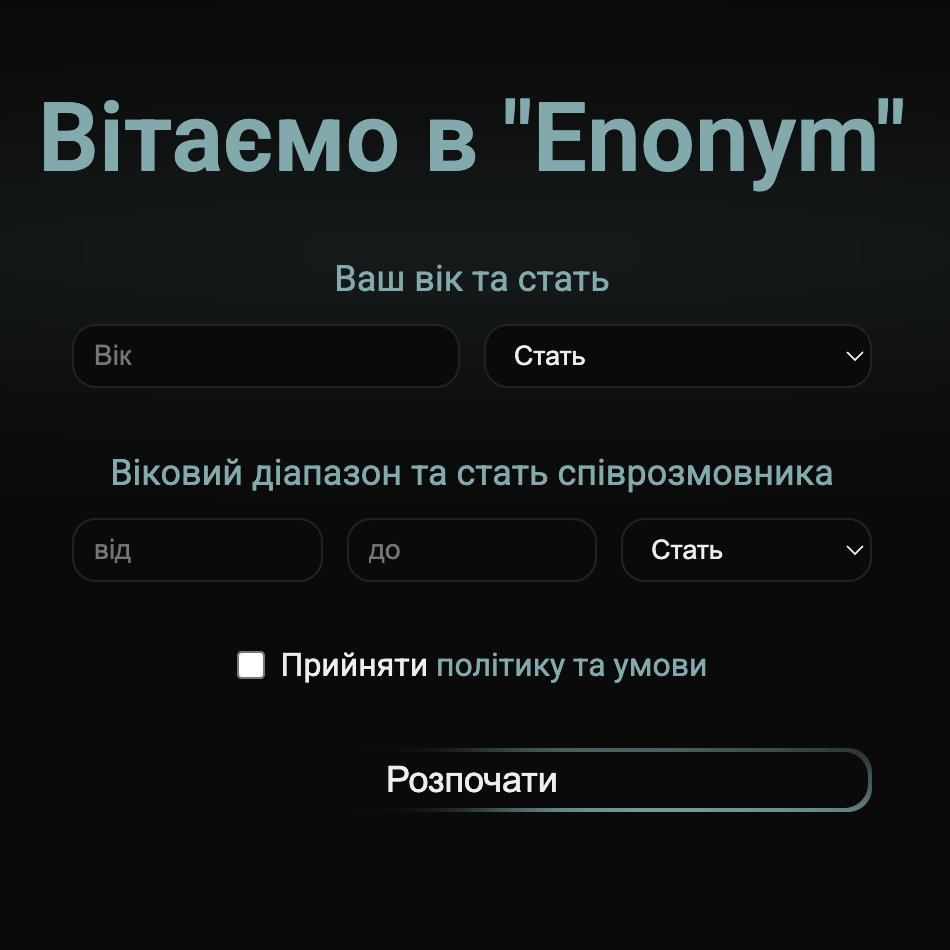 Вітаємо в "Enonym"
Ваш вік та стать
Вік Стать
Віковий діапазон та стать співрозмовника
від до Стать
Прийняти політику та умови
Розпочати